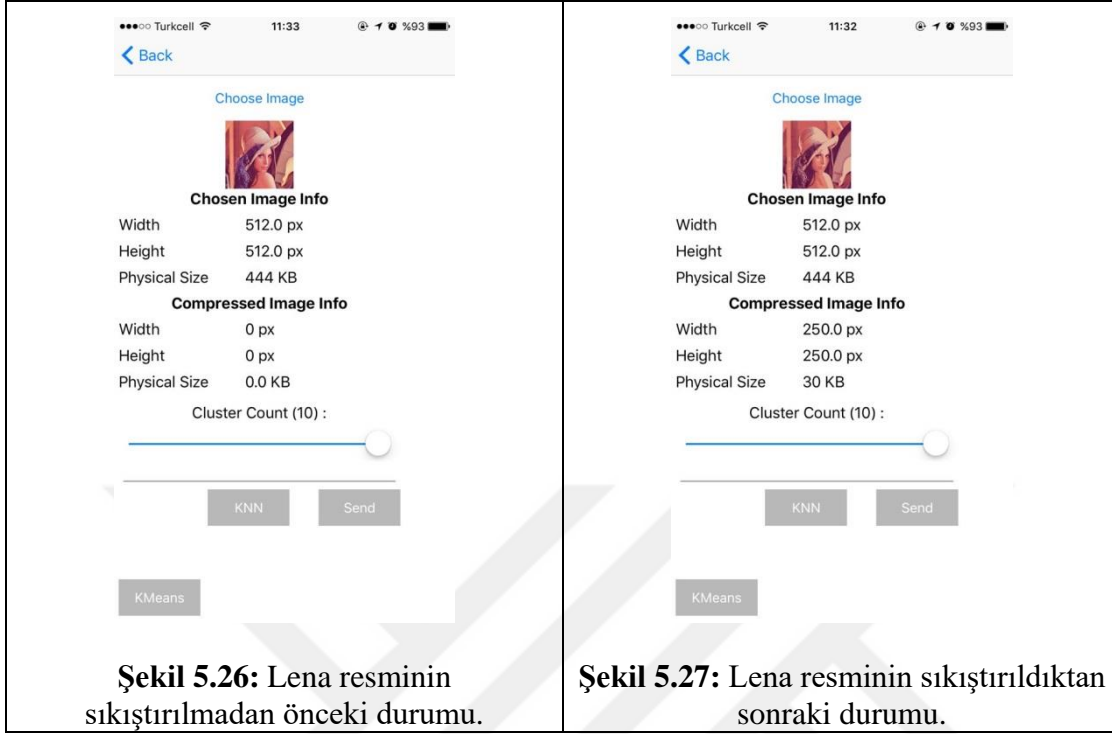 Turkcell 11:33 %93
Back
Choose Image
Chosen Image Info
Width 512.0 px
Height 512.0 px
Physical Size 444 KB
Compressed Image Info
Width 0 px
Height 0 px
Physical Size 0.0 KB
Cluster Count (10) :
KNN Send
KMeans
Şekil 5.26: Lena resminin
sıkıştırılmadan önceki durumu.
Turkcell 11:32 %93
Back
Choose Image
Chosen Image Info
Width 512.0 px
Height 512.0 px
Physical Size 444 KB
Compressed Image Info
Width 250.0 px
Height 250.0 px
Physical Size 30 KB
Cluster Count (10) :
KNN Send
KMeans
Şekil 5.27: Lena resminin sıkıştırıldıktan
sonraki durumu.